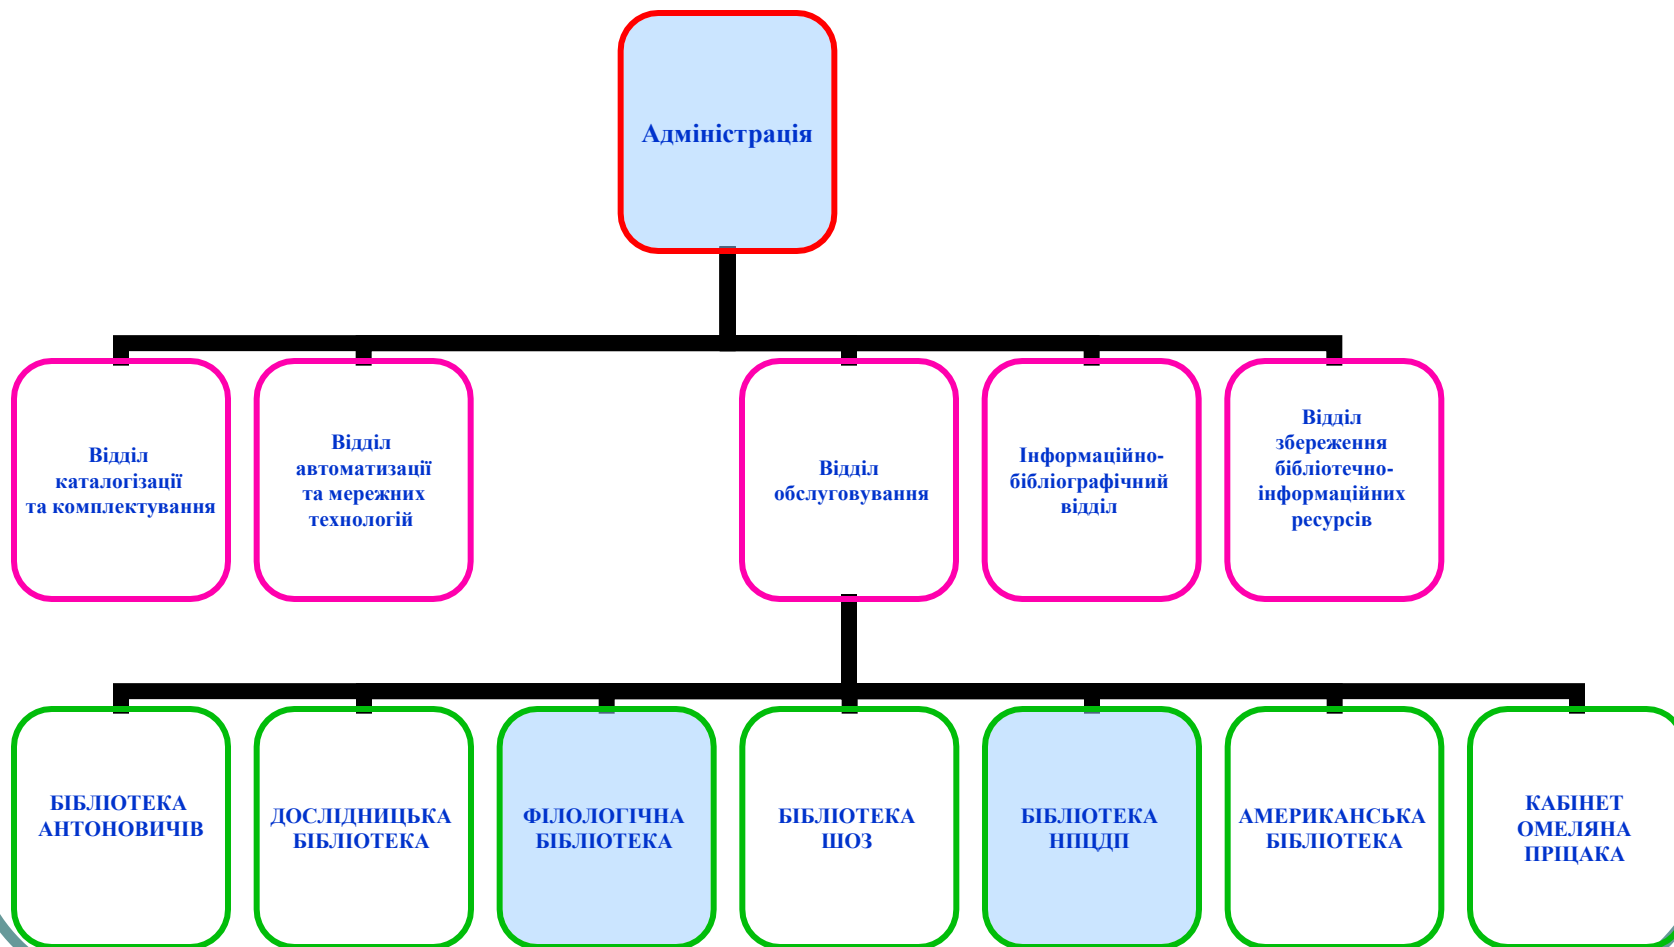 Адміністрація
Відділ
каталогізації
та комплектування
Відділ
автоматизації
та мережних
технологій
Відділ
обслуговування
Інформаційно-
бібліографічний
відділ
Відділ
збереження
бібліотечно-
інформаційних
ресурсів
БІБЛІОТЕКА
АНТОНОВИЧІВ
ДОСЛІДНИЦЬКА
БІБЛІОТЕКА
ФІЛОЛОГІЧНА
БІБЛІОТЕКА
БІБЛІОТЕКА
ШОЗ
БІБЛІОТЕКА
НПЦДП
АМЕРИКАНСЬКА
БІБЛІОТЕКА
КАБІНЕТ
ОМЕЛЯНА
ПРІЦАКА